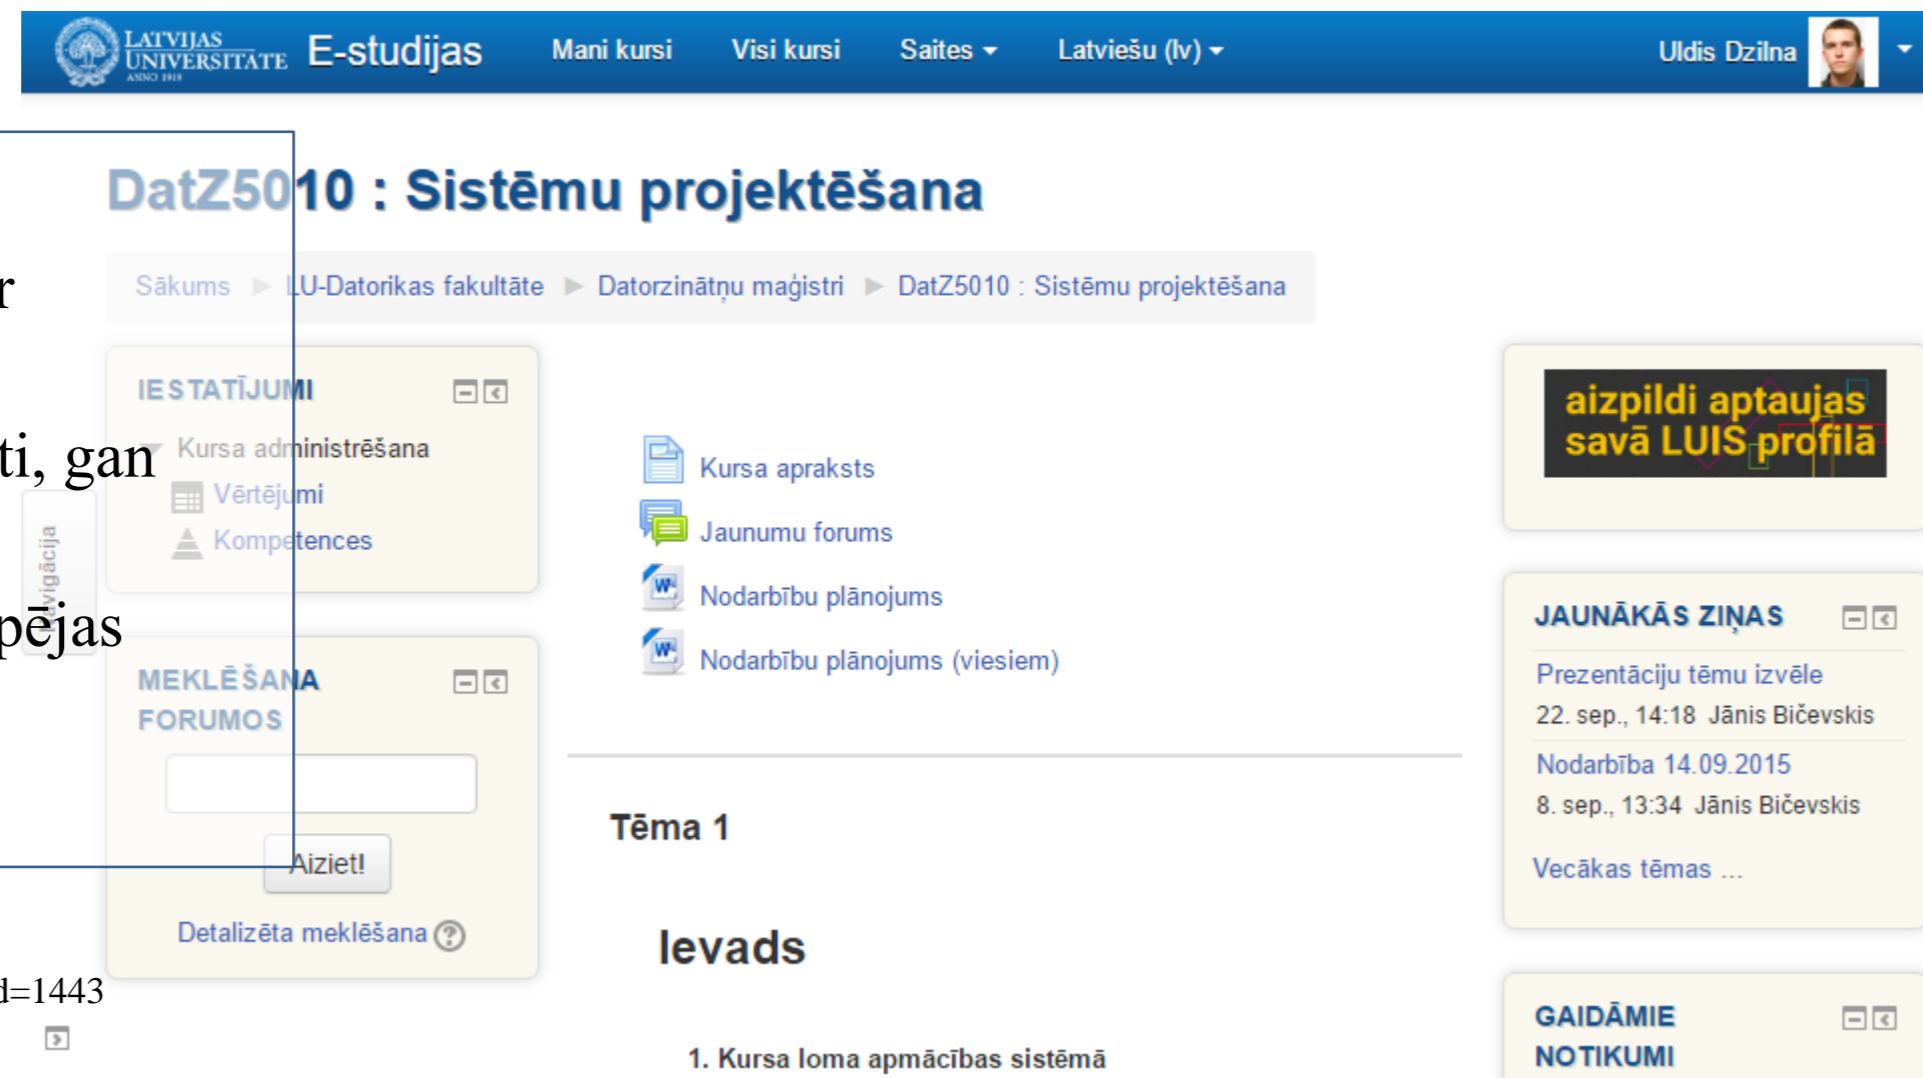 LATVIJAS
UNIVERSITATE
ANNO 1919
E-studijas
Mani kursi
Visi kursi
Saites
Latviešu (lv)
Uldis Dzilna
DatZ5010 : Sistēmu projektēšana
r
Sākums ► LU-Datorikas fakultāte ► Datorzinātņu maģistri ► DatZ5010 : Sistēmu projektēšana
IESTATĪJUMI
Kursa administrēšana
ti, gan
Vērtējumi
Kompetences
Navigācija
pējas
MEKLĒŠANA
FORUMOS
Aiziet!
Detalizēta meklēšana
d=1443
Kursa apraksts
Jaunumu forums
Nodarbību plānojums
Nodarbību plānojums (viesiem)
Tēma 1
Ievads
1. Kursa loma apmācības sistēmā
aizpildi aptaujas
savā LUIS profilā
JAUNĀKĀS ZIŅAS
Prezentāciju tēmu izvēle
22. sep., 14:18 Jānis Bičevskis
Nodarbība 14.09.2015
8. sep., 13:34 Jānis Bičevskis
Vecākas tēmas ...
GAIDĀMIE
NOTIKUMI